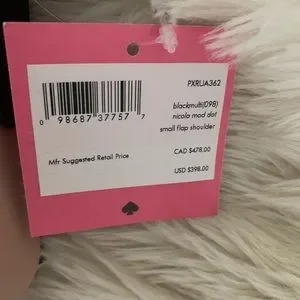 PXRUA362
0 98687 37757 7
blackmulti(098)
nicola mod dot
small flap shoulder
Mfr Suggested Retail Price
CAD $478.00
USD $398.00